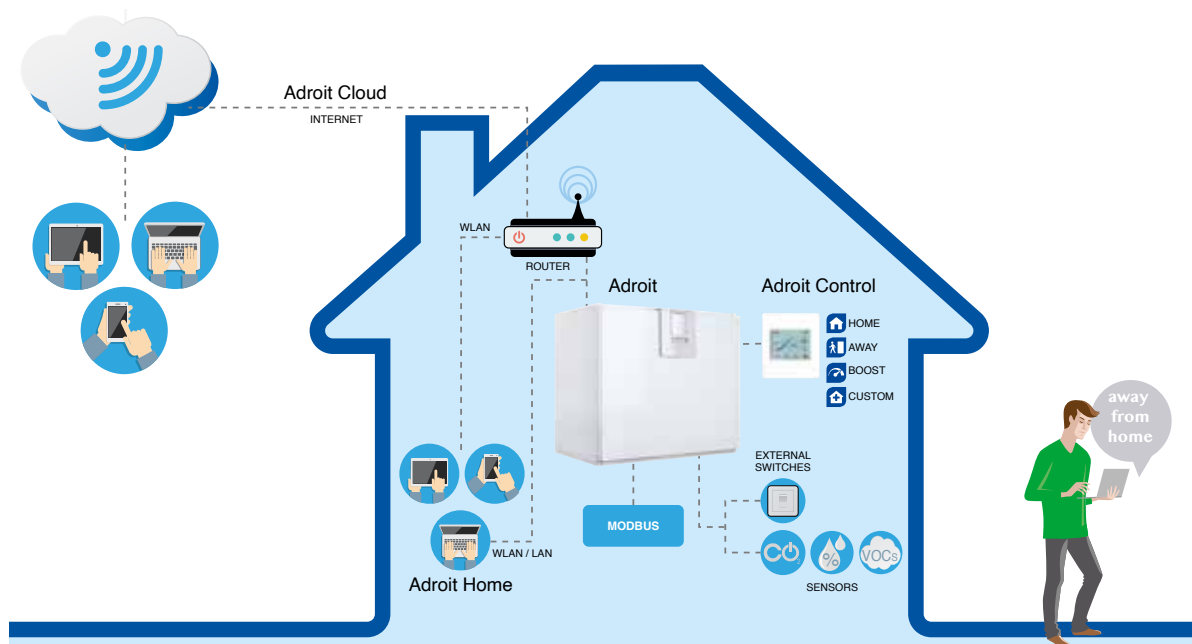 Adroit Cloud
INTERNET
WLAN
ROUTER
Adroit
Adroit Control
HOME
AWAY
BOOST
CUSTOM
away
from
home
EXTERNAL
SWITCHES
MODBUS
WLAN / LAN
%
VOCs
SENSORS
Adroit Home